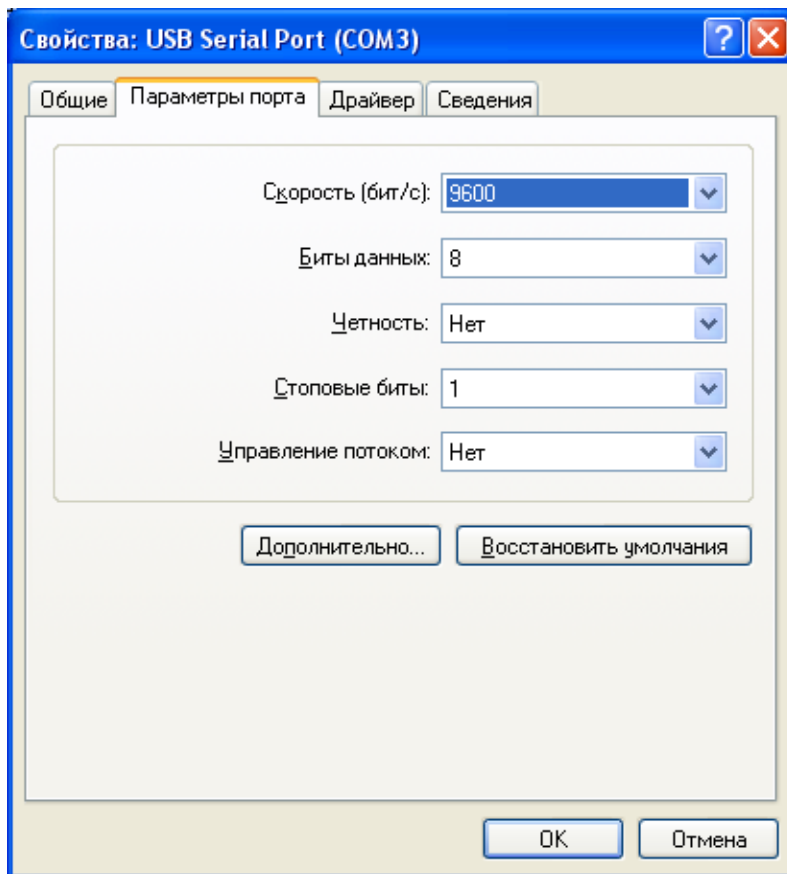 Свойства: USB Serial Port (COM3)
Общие Параметры порта Драйвер Сведения
Скорость (бит/с): 9600
Биты данных: 8
Четность: Нет
Стоповые биты: 1
Управление потоком: Нет
Дополнительно... Восстановить умолчания
OK Отмена